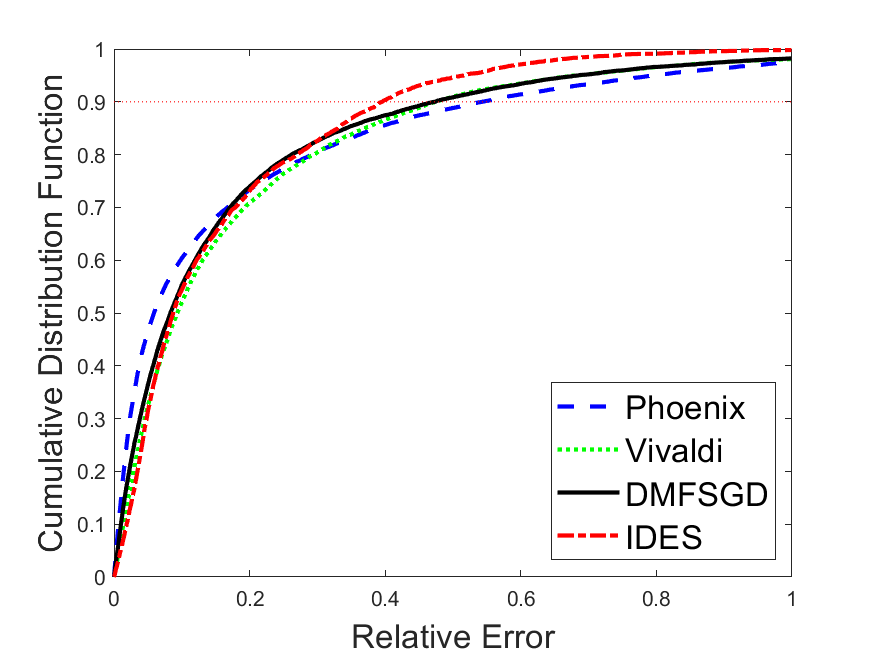 1
0.9
0.8
0.7
0.6
0.5
0.4
0.3
0.2
0.1
0
Cumulative Distribution Function
Phoenix
Vivaldi
DMFSGD
IDES
0 0.2 0.4 0.6 0.8 1
Relative Error